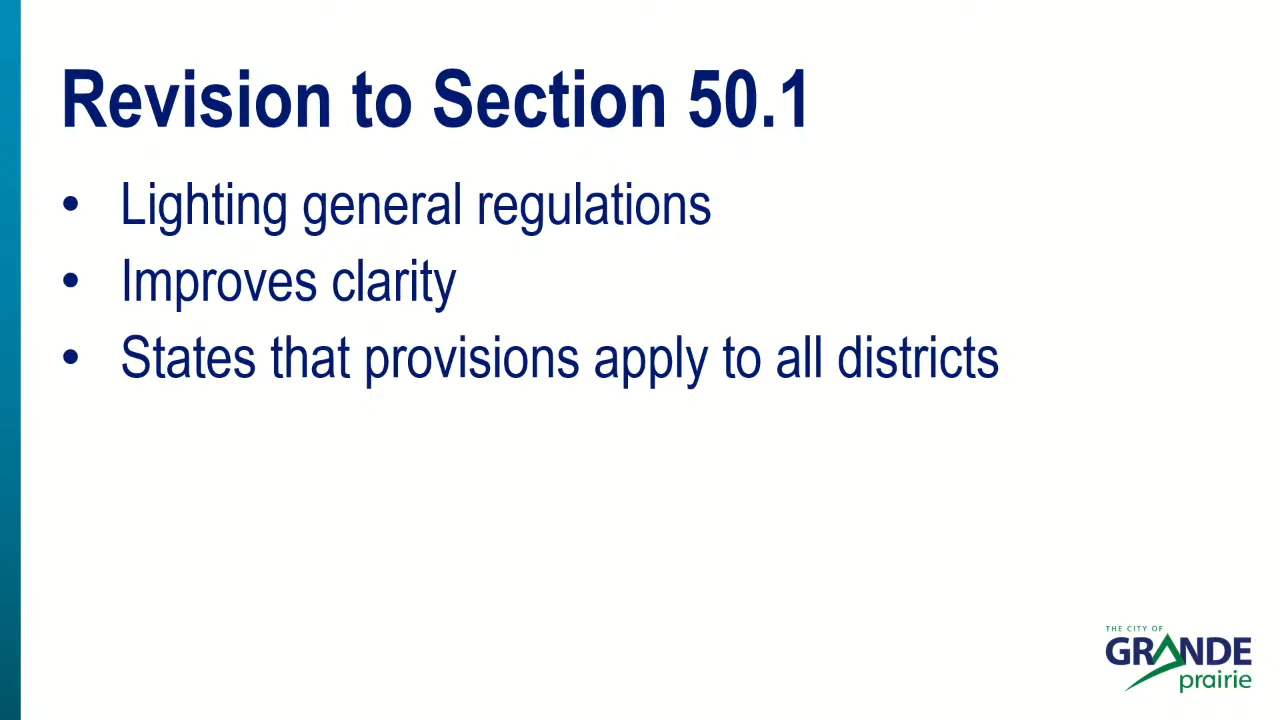 Revision to Section 50.1
• Lighting general regulations
• Improves clarity
• States that provisions apply to all districts
THE CITY OF
GRANDE
prairie